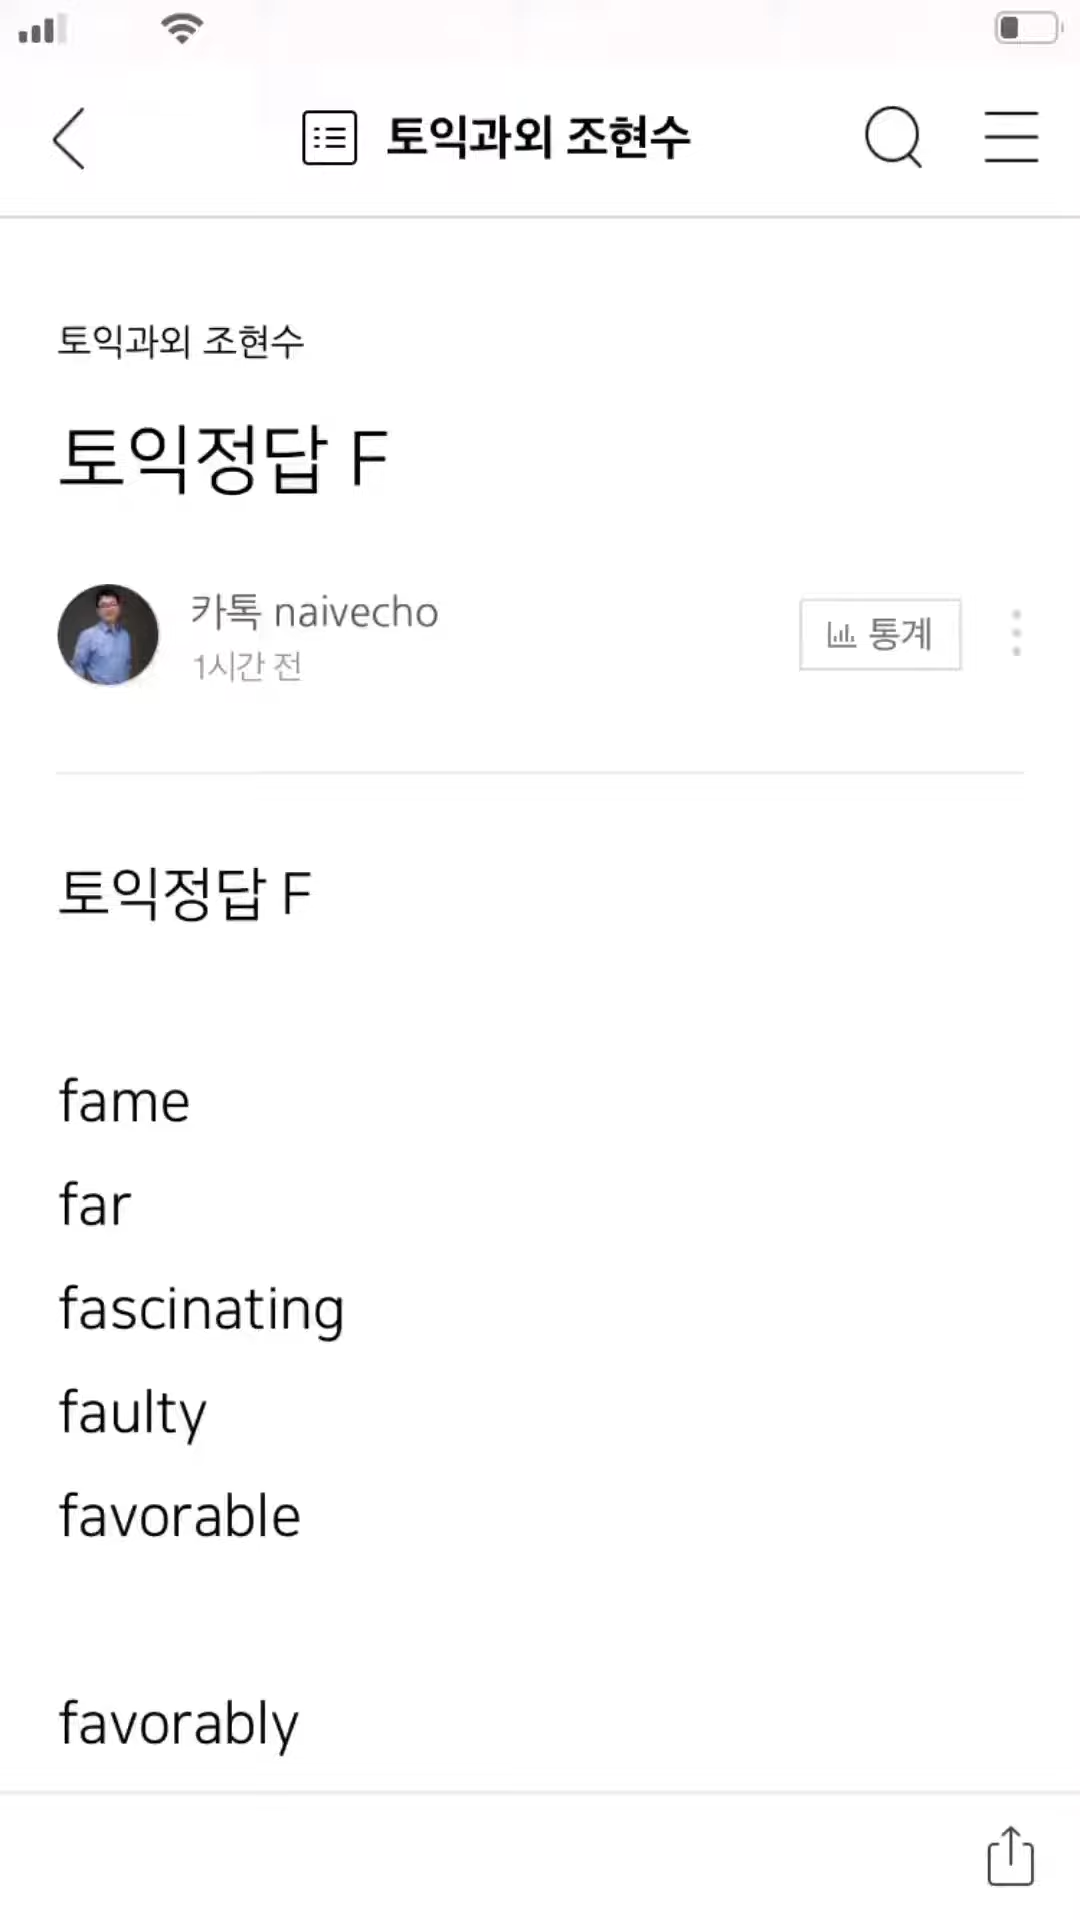 토익과외 조현수
토익과외 조현수
토익정답 F
카톡 naivecho
1시간 전
통계
토익정답 F
fame
far
fascinating
faulty
favorable
favorably